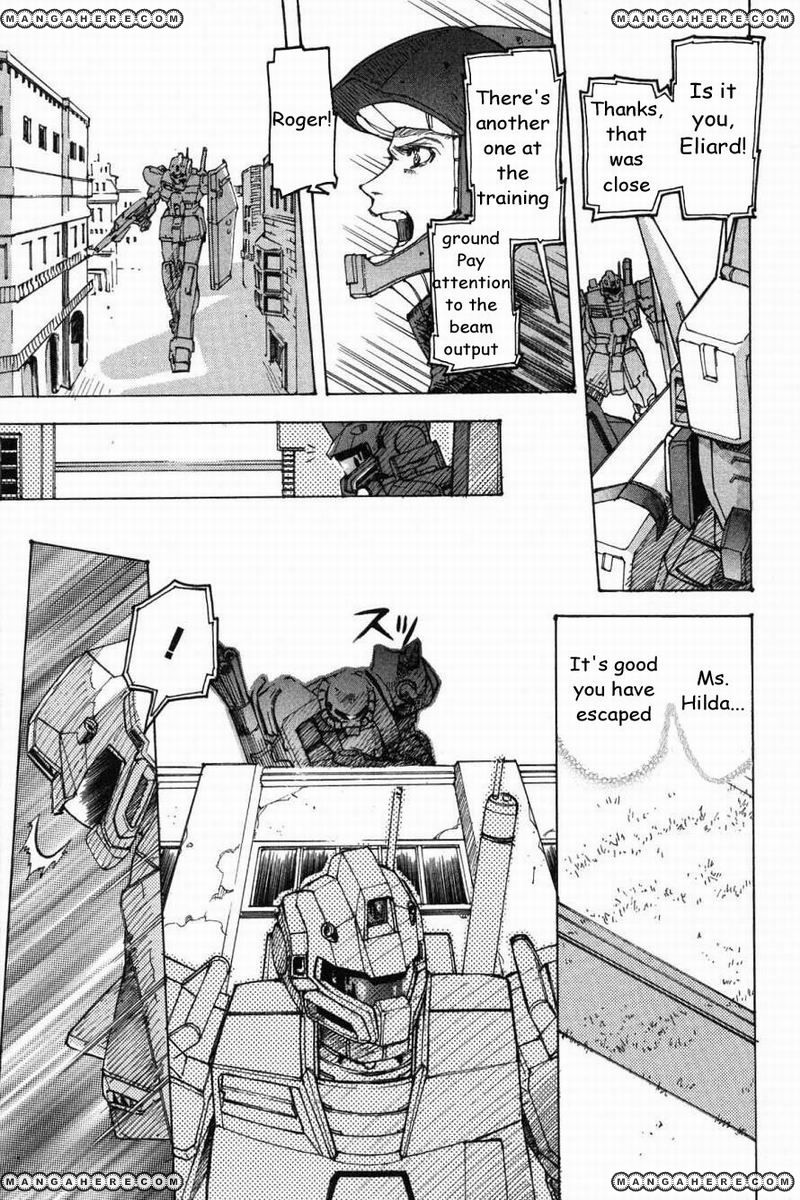 MANGAHERE.COM
MANGAHERE.COM
Is it
you,
Eliard!
Thanks,
that
was
close
There's
another
one at
the
training
ground
Pay
attention
to the
beam
output
Roger!
Ms.
Hilda...
It's good
you have
escaped
スッ
!
MANGAHERE.COM
MANGAHERE.COM